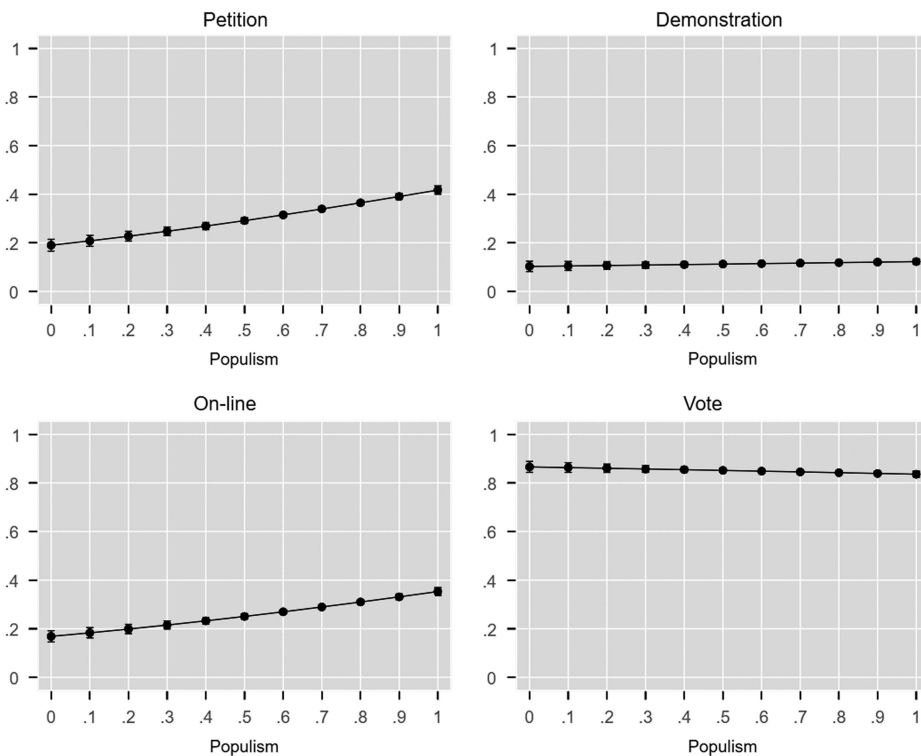 Petition
Demonstration
1
.8
.6
.4
.2
0
1
.8
.6
.4
.2
0
0 .1 .2 .3 .4 .5 .6 .7 .8 .9 1
0 .1 .2 .3 .4 .5 .6 .7 .8 .9 1
Populism
Populism
On-line
Vote
1
.8
.6
.4
.2
0
1
.8
.6
.4
.2
0
0 .1 .2 .3 .4 .5 .6 .7 .8 .9 1
0 .1 .2 .3 .4 .5 .6 .7 .8 .9 1
Populism
Populism